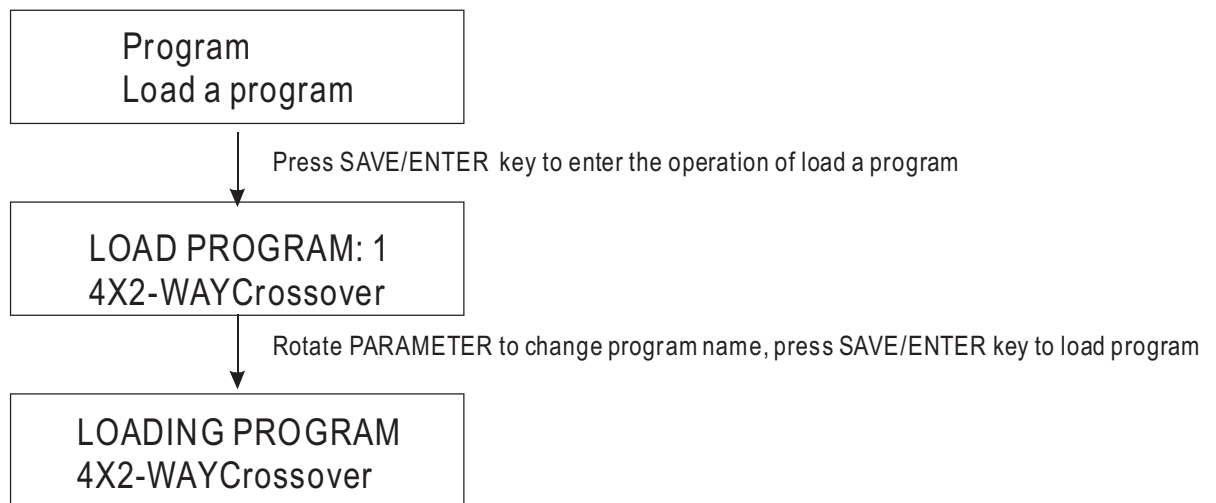 Program
Load a program
Press SAVE/ENTER key to enter the operation of load a program
LOAD PROGRAM: 1
4X2-WAYCrossover
Rotate PARAMETER to change program name, press SAVE/ENTER key to load program
LOADING PROGRAM
4X2-WAYCrossover